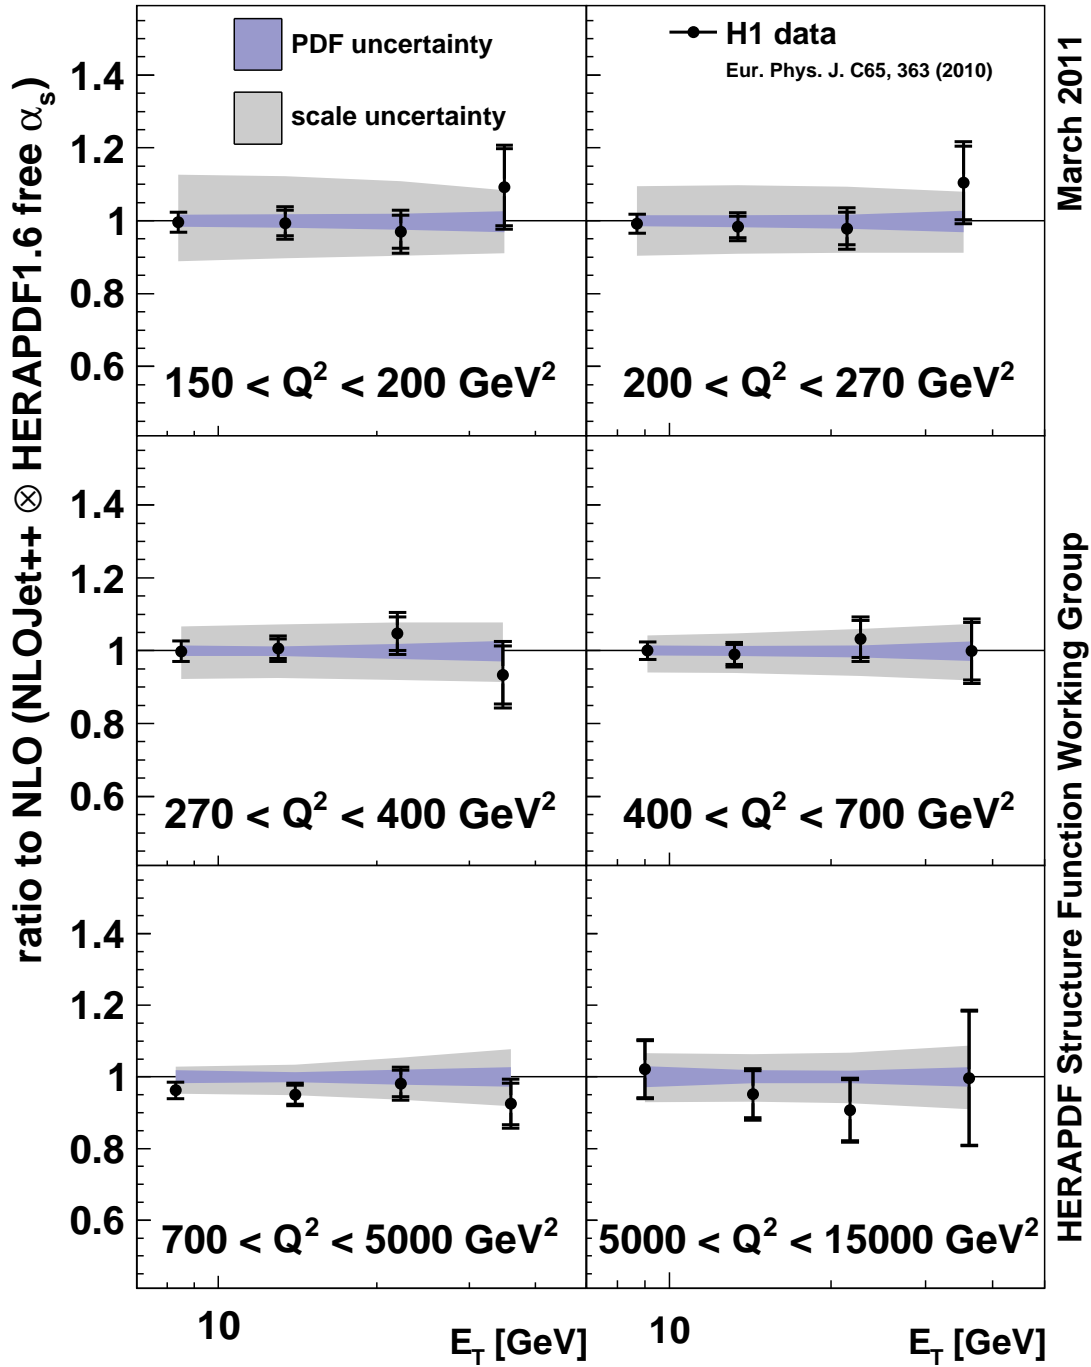 ratio to NLO (NLOJet++ ⊗ HERAPDF1.6 free α_s)
PDF uncertainty
scale uncertainty
H1 data
Eur. Phys. J. C65, 363 (2010)
March 2011
1.4
1.2
1
0.8
0.6
150 < Q² < 200 GeV²
200 < Q² < 270 GeV²
1.4
1.2
1
0.8
0.6
270 < Q² < 400 GeV²
400 < Q² < 700 GeV²
1.4
1.2
1
0.8
0.6
700 < Q² < 5000 GeV²
5000 < Q² < 15000 GeV²
10
E_T [GeV]
10
E_T [GeV]
HERAPDF Structure Function Working Group